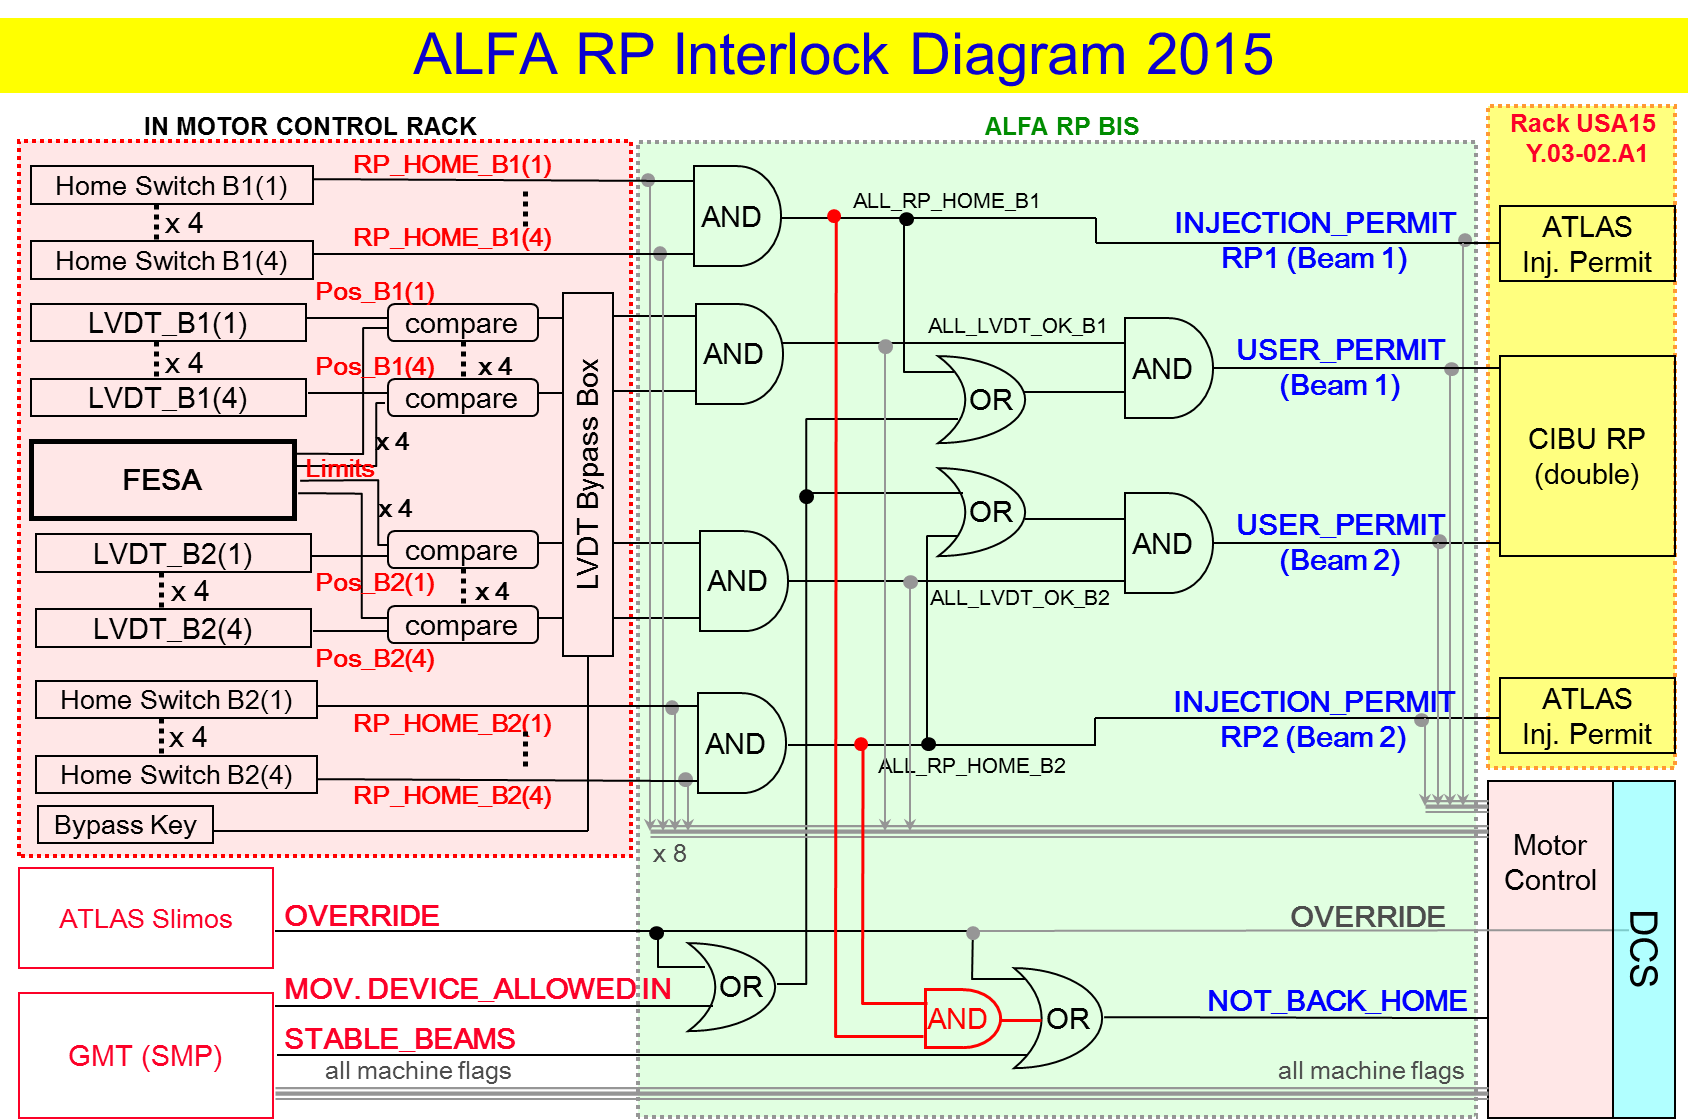 ALFA RP Interlock Diagram 2015
IN MOTOR CONTROL RACK
ALFA RP BIS
Rack USA15
Y.03-02.A1
Home Switch B1(1)
RP_HOME_B1(1)
x 4
Home Switch B1(4)
RP_HOME_B1(4)
AND
ALL_RP_HOME_B1
INJECTION_PERMIT
RP1 (Beam 1)
ATLAS
Inj. Permit
Pos_B1(1)
LVDT_B1(1)
compare
x 4
Pos_B1(4)
x 4
LVDT_B1(4)
compare
x 4
LVDT Bypass Box
AND
ALL_LVDT_OK_B1
OR
AND
USER_PERMIT
(Beam 1)
CIBU RP
(double)
FESA
Limits
x 4
OR
AND
USER_PERMIT
(Beam 2)
LVDT_B2(1)
compare
Pos_B2(1)
x 4
x 4
LVDT_B2(4)
compare
Pos_B2(4)
AND
ALL_LVDT_OK_B2
Home Switch B2(1)
RP_HOME_B2(1)
x 4
Home Switch B2(4)
RP_HOME_B2(4)
AND
ALL_RP_HOME_B2
INJECTION_PERMIT
RP2 (Beam 2)
ATLAS
Inj. Permit
Bypass Key
x 8
Motor
Control
DCS
ATLAS Slimos
OVERRIDE
OVERRIDE
MOV. DEVICE_ALLOWED IN
OR
GMT (SMP)
STABLE_BEAMS
AND
OR
NOT_BACK_HOME
all machine flags
all machine flags